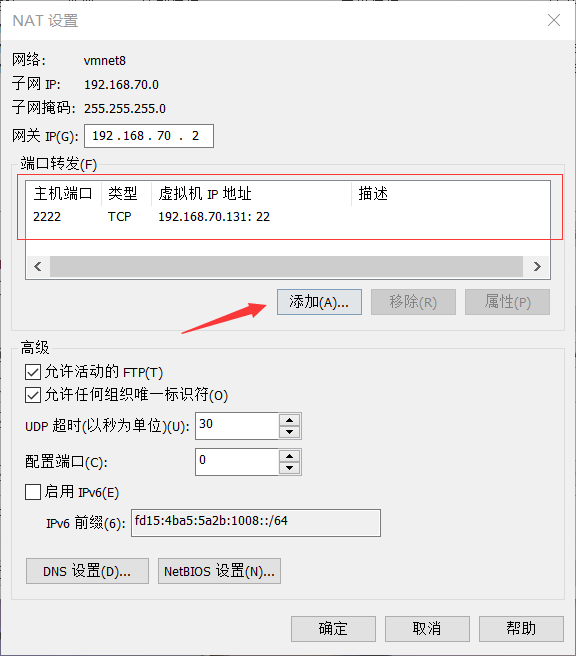 NAT 设置
网络: vmnet8
子网 IP: 192.168.70.0
子网掩码: 255.255.255.0
网关 IP(G): 192 . 168 . 70 . 2
端口转发(F)
主机端口 类型 虚拟机 IP 地址 描述
2222 TCP 192.168.70.131: 22
添加(A)... 移除(R) 属性(P)
高级
允许活动的 FTP(T)
允许任何组织唯一标识符(O)
UDP 超时(以秒为单位)(U): 30
配置端口(C): 0
启用 IPv6(E)
IPv6 前缀(6): fd15:4ba5:5a2b:1008::/64
DNS 设置(D)... NetBIOS 设置(N)...
确定 取消 帮助